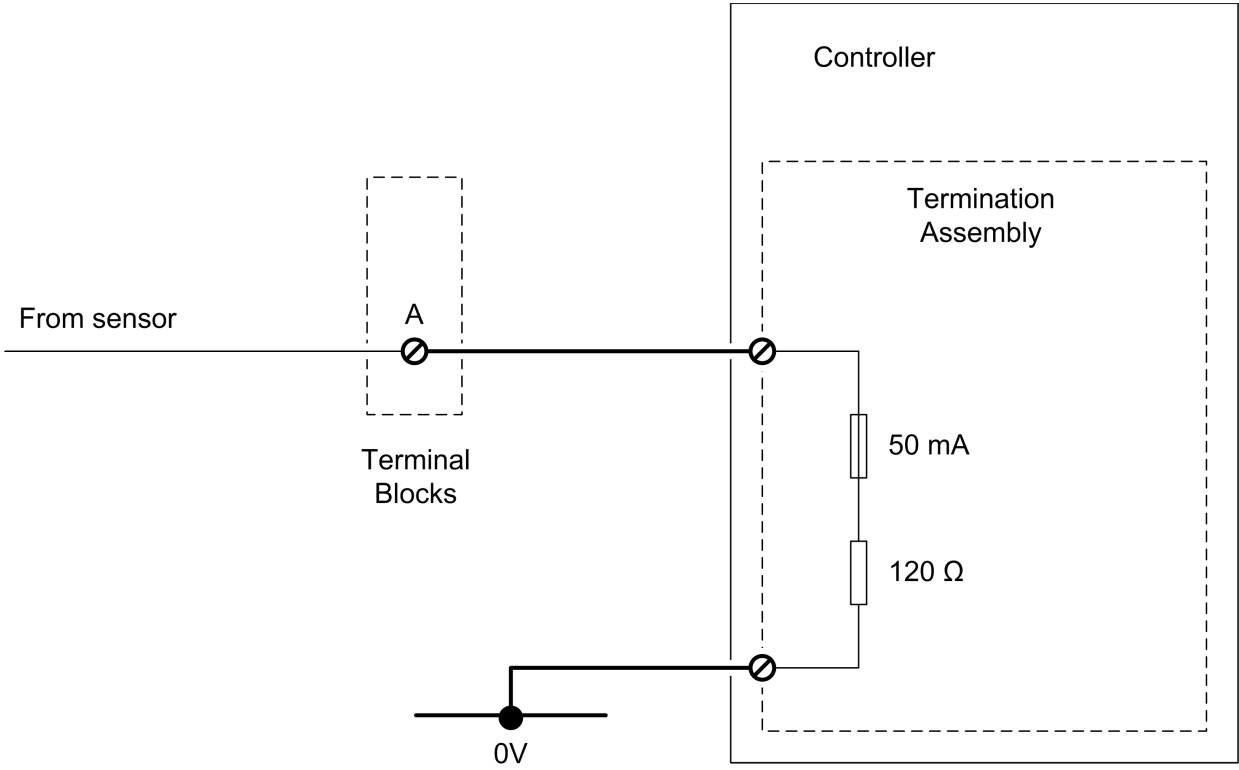 Controller
Termination
Assembly
From sensor
A
50 mA
Terminal
Blocks
120 Ω
0V